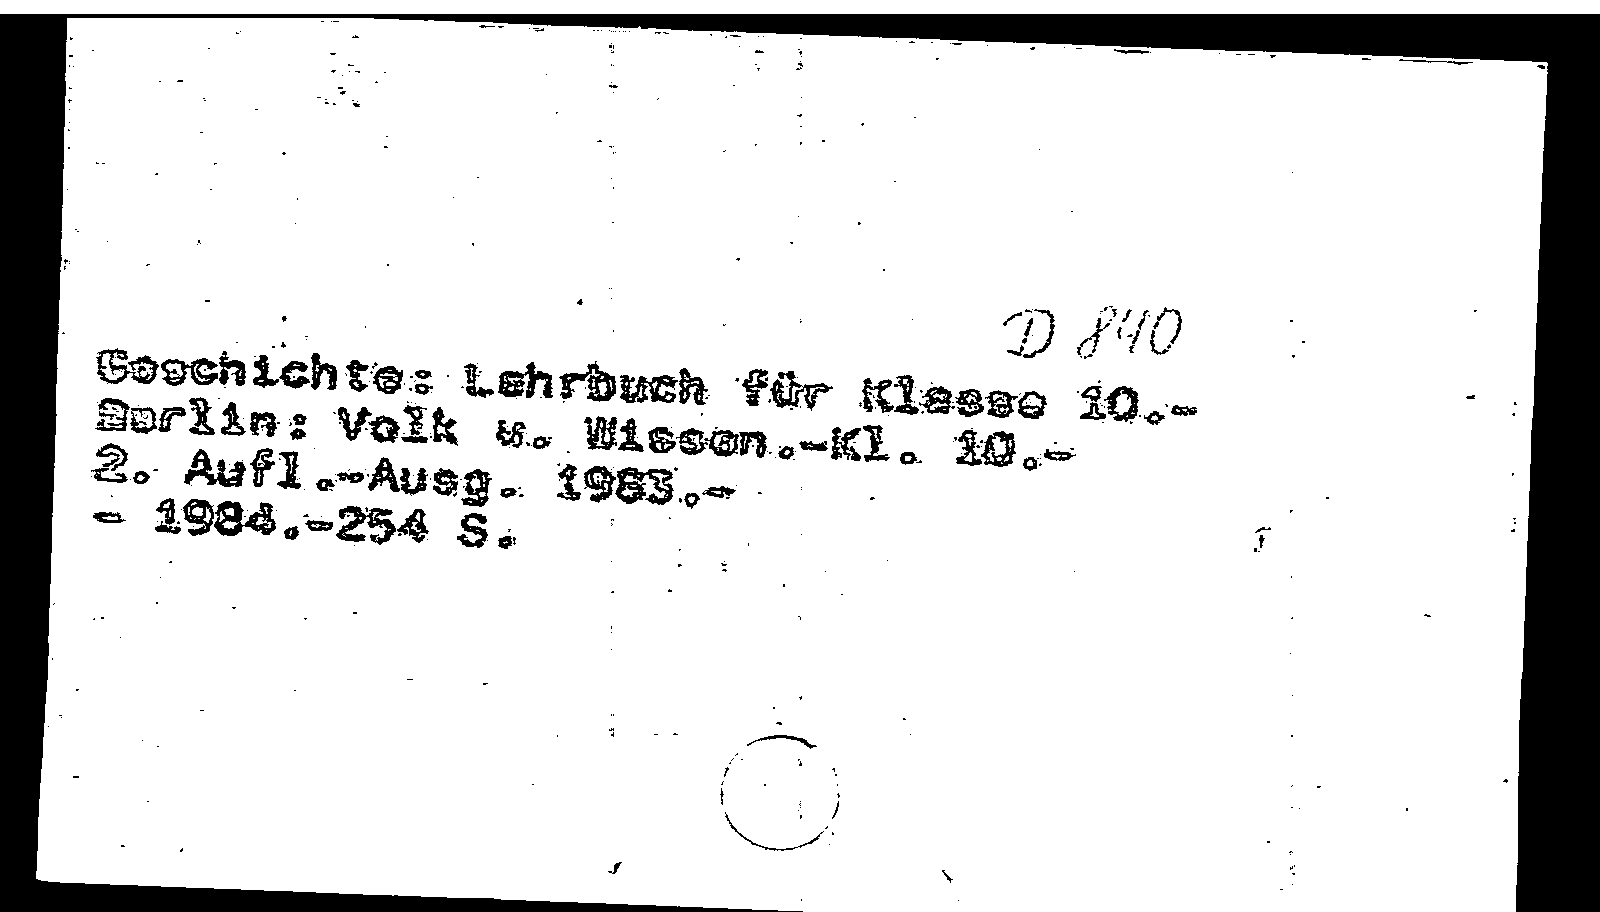 D 840
Geschichte: Lehrbuch für Klasse 10.-
Berlin: Volk u. Wissen.-Kl. 10.-
2. Aufl.-Ausg. 1983.-
- 1984.-254 S.